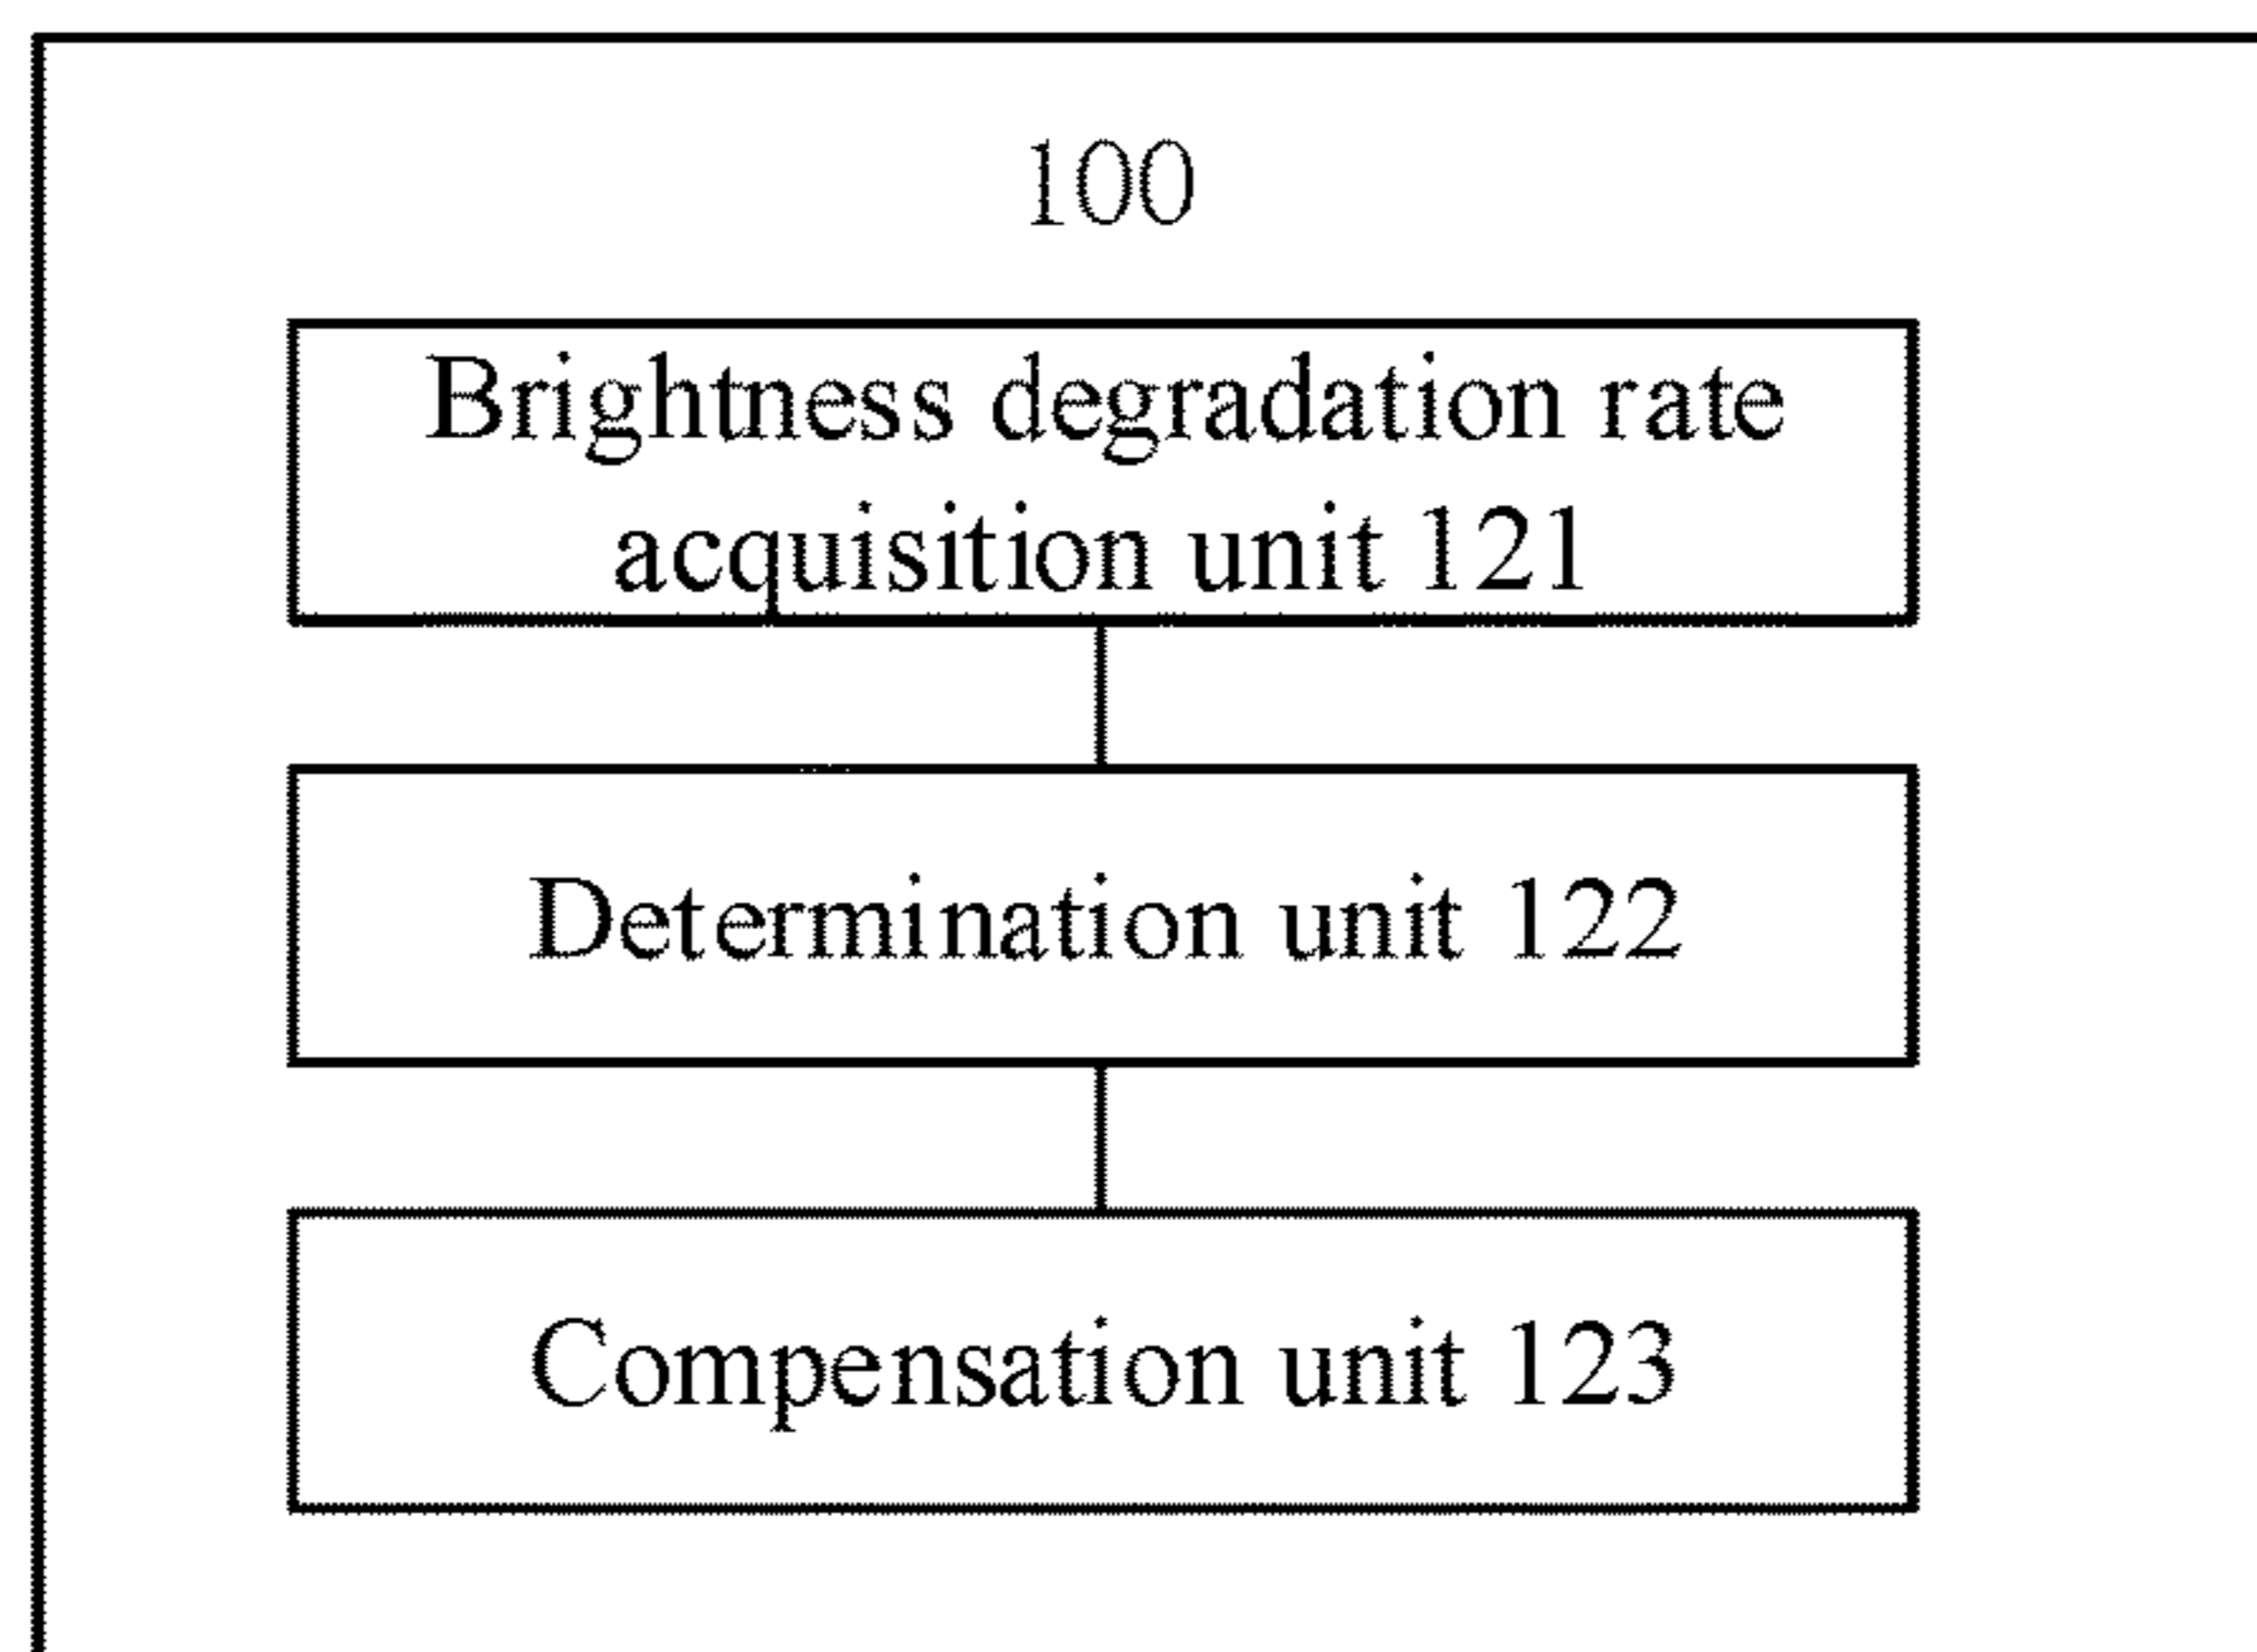 100
Brightness degradation rate
acquisition unit 121
Determination unit 122
Compensation unit 123